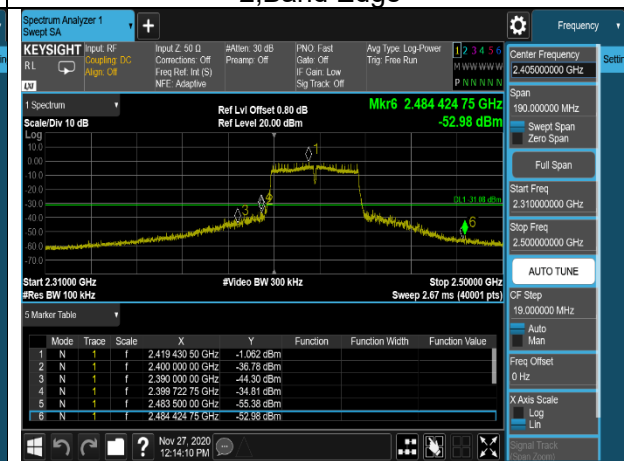 2,Band Edge
Spectrum Analyzer 1
Swept SA
Frequency
KEYSIGHT Input: RF
RL
Coupling: DC
Align: Off
Input Z: 50 Ω
Corrections: Off
Freq Ref: Int (S)
NFE: Adaptive
#Atten: 30 dB
Preamp: Off
PNO: Fast
Gate: Off
IF Gain: Low
Sig Track: Off
Avg Type: Log-Power
Trig: Free Run
1 2 3 4 5 6
M W W W W W
P N N N N N
LXI
1 Spectrum
Scale/Div 10 dB
Ref Lvl Offset 0.80 dB
Ref Level 20.00 dBm
Mkr6 2.484 424 75 GHz
-52.98 dBm
Log
10.0
0.00
-10.0
-20.0
-30.0
-40.0
-50.0
-60.0
-70.0
1
2
3
6
Start 2.31000 GHz
#Res BW 100 kHz
#Video BW 300 kHz
Stop 2.50000 GHz
Sweep 2.67 ms (40001 pts)
5 Marker Table
Mode Trace Scale X Y Function Function Width Function Value
1 N 1 f 2.419 430 50 GHz -1.062 dBm
2 N 1 f 2.400 000 00 GHz -36.78 dBm
3 N 1 f 2.390 000 00 GHz -44.30 dBm
4 N 1 f 2.399 722 75 GHz -34.81 dBm
5 N 1 f 2.483 500 00 GHz -55.38 dBm
6 N 1 f 2.484 424 75 GHz -52.98 dBm
?
Nov 27, 2020
12:14:10 PM
Center Frequency
2.405000000 GHz
Settin
Span
190.000000 MHz
Swept Span
Zero Span
Full Span
Start Freq
2.310000000 GHz
Stop Freq
2.500000000 GHz
AUTO TUNE
CF Step
19.000000 MHz
Auto
Man
Freq Offset
0 Hz
X Axis Scale
Log
Lin
Signal Track
(Span Zoom)